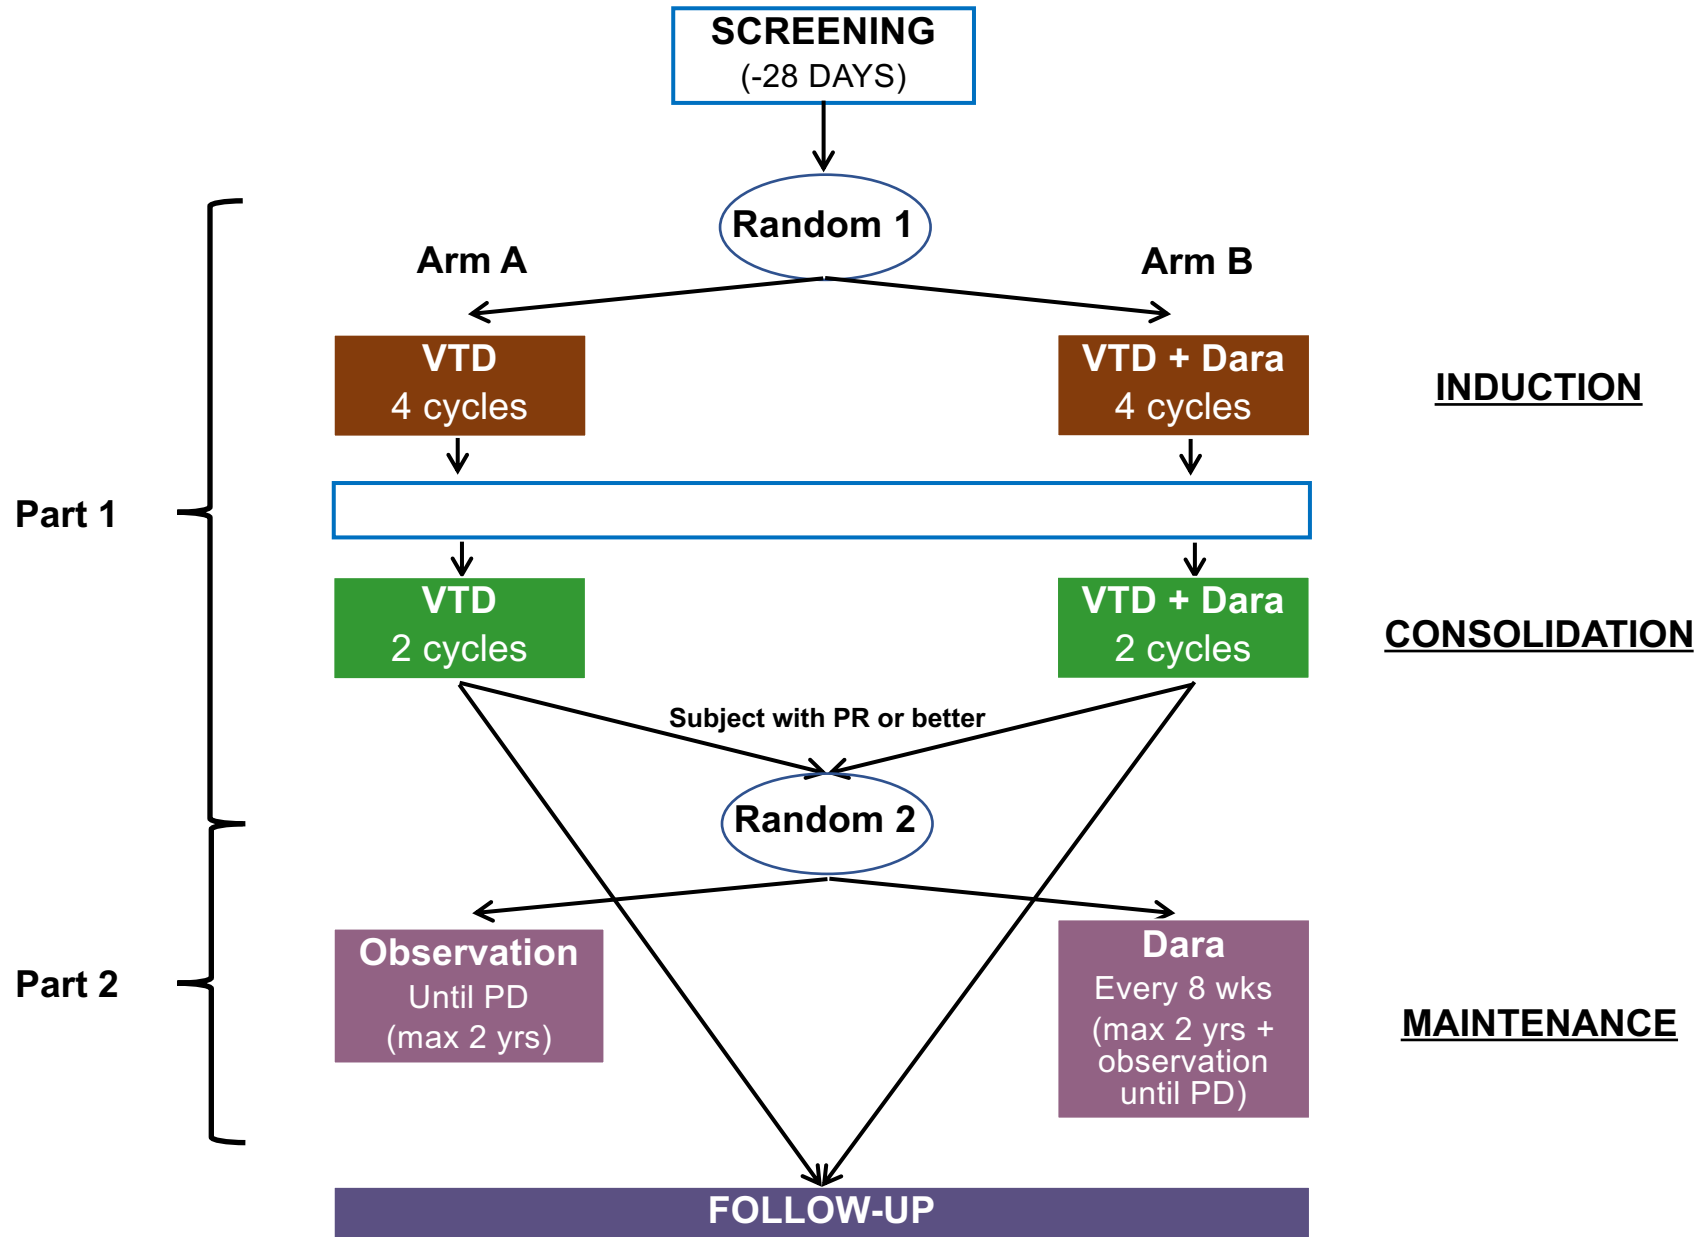 SCREENING
(-28 DAYS)
Random 1
Arm A
Arm B
VTD
4 cycles
VTD + Dara
4 cycles
INDUCTION
Part 1
VTD
2 cycles
VTD + Dara
2 cycles
CONSOLIDATION
Subject with PR or better
Random 2
Part 2
Observation
Until PD
(max 2 yrs)
Dara
Every 8 wks
(max 2 yrs +
observation
until PD)
MAINTENANCE
FOLLOW-UP